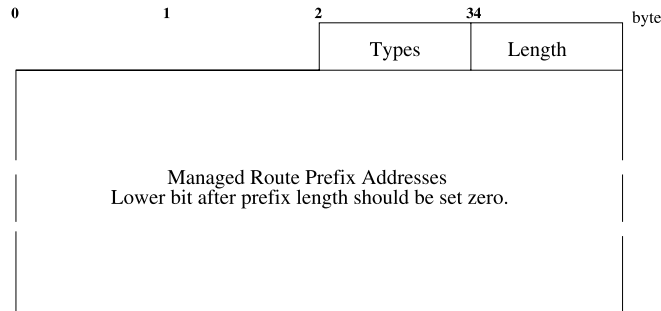 0 1 2 34 byte
Types Length
Managed Route Prefix Addresses
Lower bit after prefix length should be set zero.